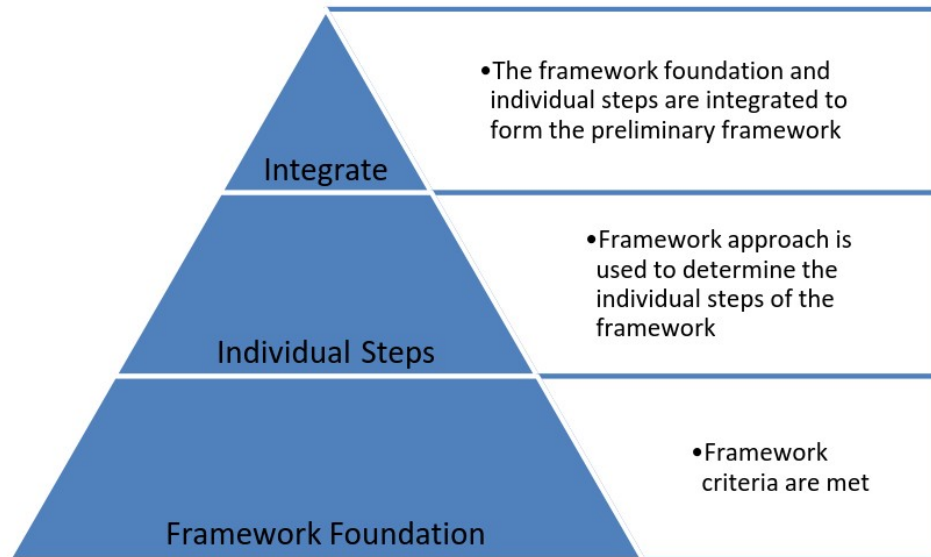 •The framework foundation and
individual steps are integrated to
form the preliminary framework
Integrate
•Framework approach is
used to determine the
individual steps of the
framework
Individual Steps
•Framework
criteria are met
Framework Foundation